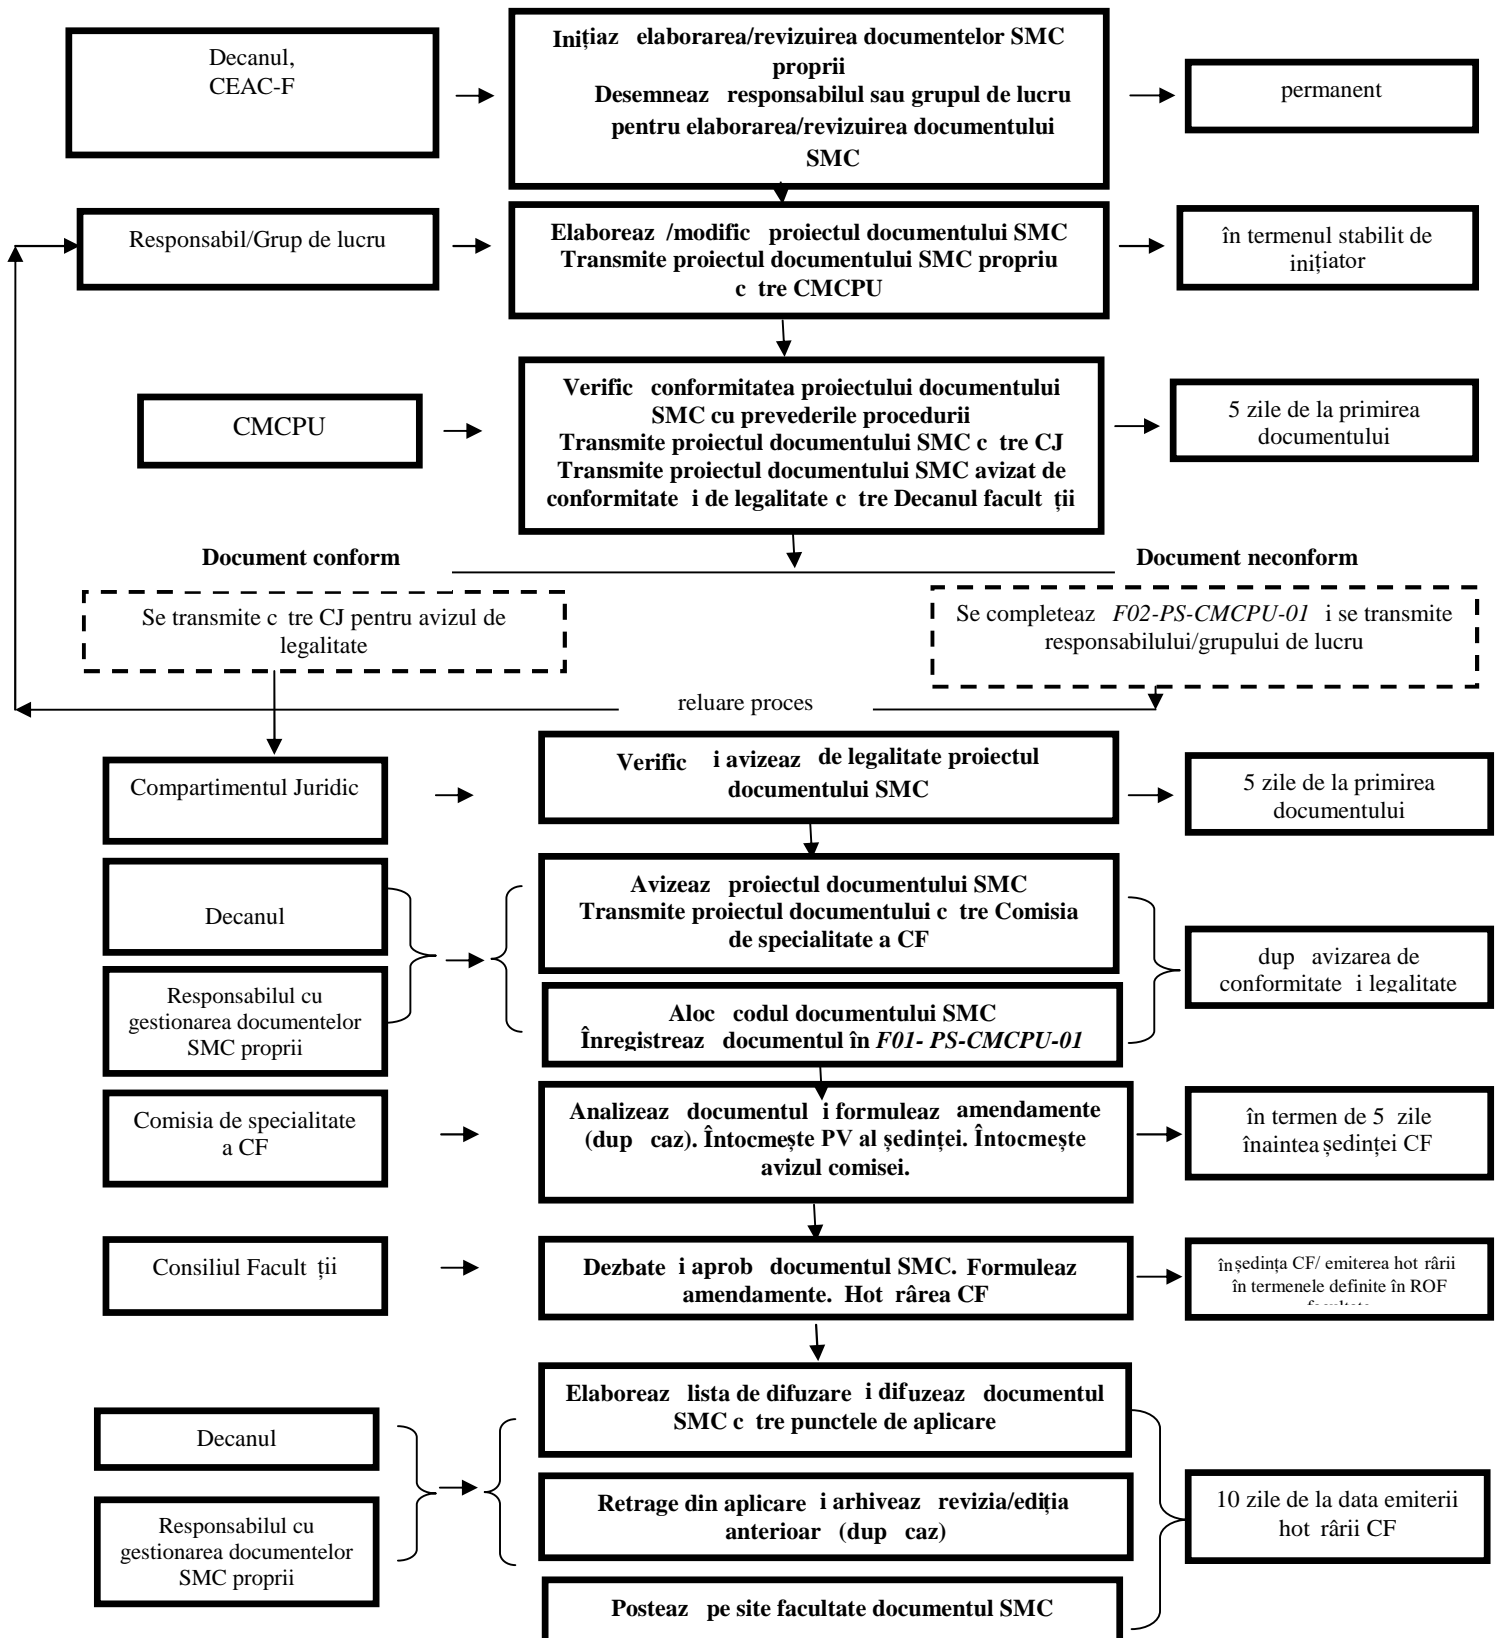 Decanul,
CEAC-F
Inițiaz elaborarea/revizuirea documentelor SMC
proprii
Desemneaz responsabilul sau grupul de lucru
pentru elaborarea/revizuirea documentului
SMC
permanent
Responsabil/Grup de lucru
Elaboreaz /modific proiectul documentului SMC
Transmite proiectul documentului SMC propriu
c tre CMCPU
în termenul stabilit de
inițiator
CMCPU
Verific conformitatea proiectului documentului
SMC cu prevederile procedurii
Transmite proiectul documentului SMC c tre CJ
Transmite proiectul documentului SMC avizat de
conformitate i de legalitate c tre Decanul facult ții
5 zile de la primirea
documentului
Document conform
Document neconform
Se transmite c tre CJ pentru avizul de
legalitate
Se completeaz F02-PS-CMCPU-01 i se transmite
responsabilului/grupului de lucru
reluare proces
Compartimentul Juridic
Verific i avizeaz de legalitate proiectul
documentului SMC
5 zile de la primirea
documentului
Decanul
Avizeaz proiectul documentului SMC
Transmite proiectul documentului c tre Comisia
de specialitate a CF
Responsabilul cu
gestionarea documentelor
SMC proprii
Aloc codul documentului SMC
Înregistreaz documentul în F01- PS-CMCPU-01
dup avizarea de
conformitate i legalitate
Comisia de specialitate
a CF
Analizeaz documentul i formuleaz amendamente
(dup caz). Întocmește PV al ședinței. Întocmește
avizul comisei.
în termen de 5 zile
înaintea ședinței CF
Consiliul Facult ții
Dezbate i aprob documentul SMC. Formuleaz
amendamente. Hot rârea CF
în ședința CF/ emiterea hot rârii
în termenele definite în ROF
Elaboreaz lista de difuzare i difuzeaz documentul
SMC c tre punctele de aplicare
Decanul
Retrage din aplicare i arhiveaz revizia/ediția
anterioar (dup caz)
Responsabilul cu
gestionarea documentelor
SMC proprii
Posteaz pe site facultate documentul SMC
10 zile de la data emiterii
hot rârii CF